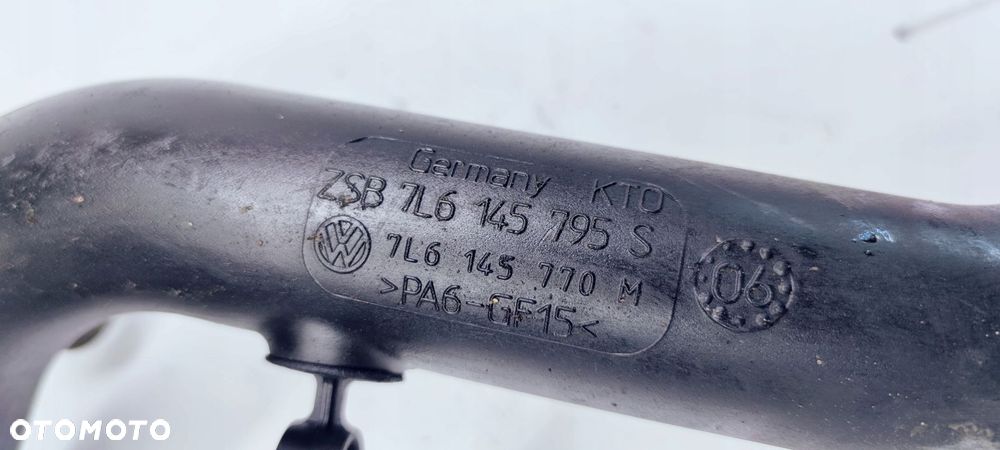 Germany KTO
ZSB 7L6 145 795 S
7L6 145 770 M
>PA6-GF15<
06
OTOMOTO